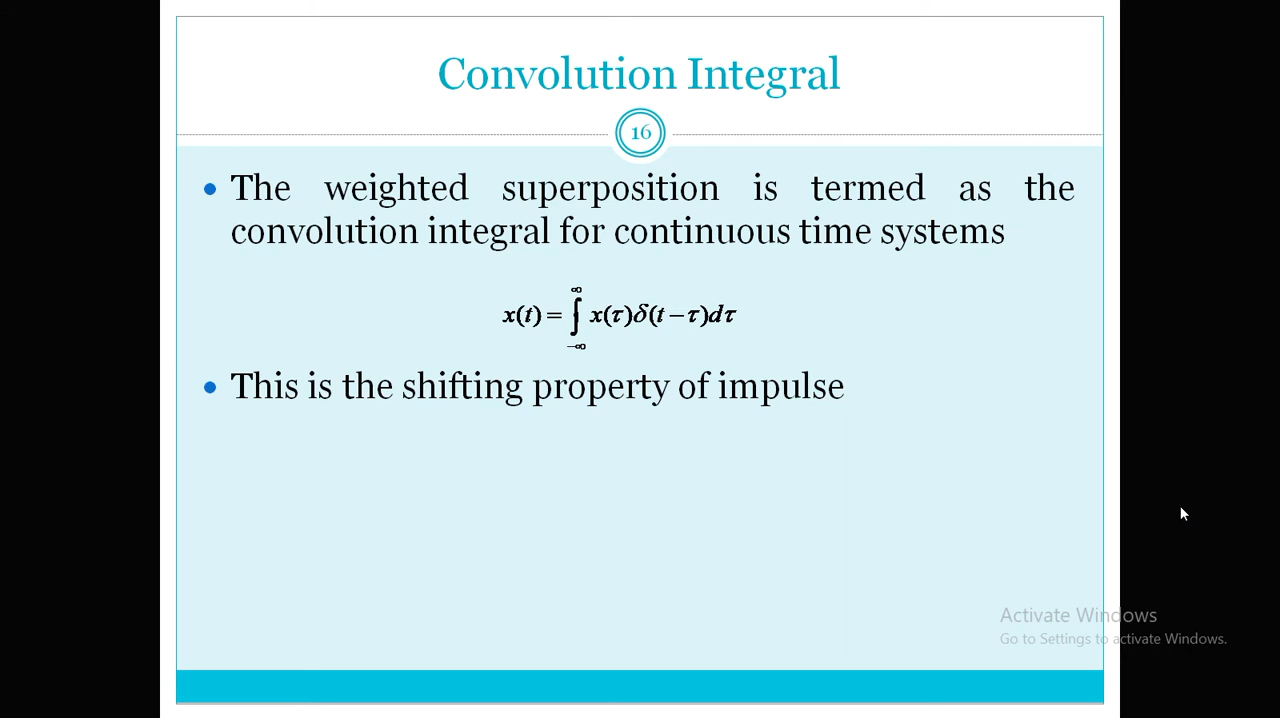 Convolution Integral
16
• The weighted superposition is termed as the
convolution integral for continuous time systems
x(t) = ∫_{-∞}^{∞} x(τ)δ(t − τ)dτ
• This is the shifting property of impulse
Activate Windows
Go to Settings to activate Windows.